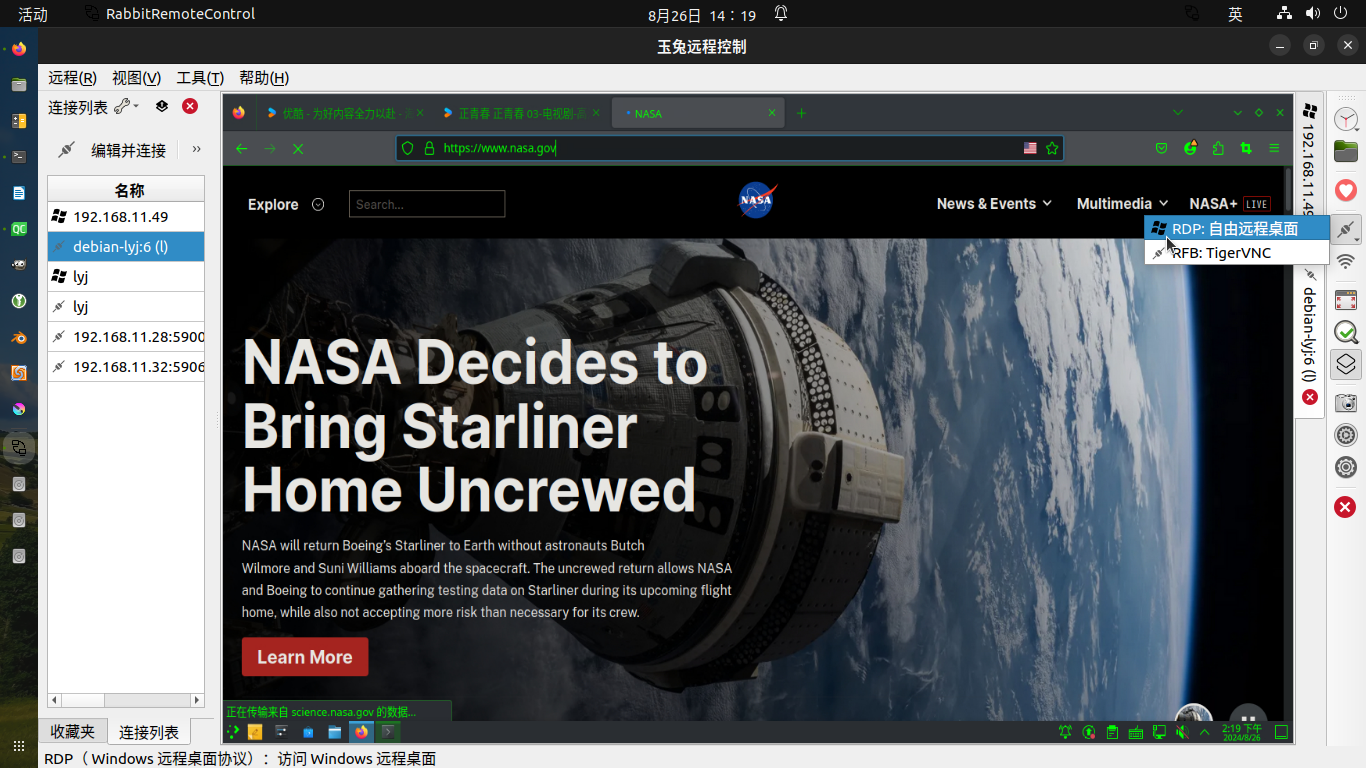 活动
RabbitRemoteControl
8月26日 14：19
英
玉兔远程控制
远程(R) 视图(V) 工具(T) 帮助(H)
连接列表
编辑并连接
»
名称
192.168.11.49
debian-lyj:6 (l)
lyj
lyj
192.168.11.28:5900
192.168.11.32:5906
收藏夹
连接列表
优酷 - 为好内容全力以赴 -
正青春 正青春 03-电视剧-
NASA
https://www.nasa.gov
Explore
Search...
NASA
News & Events
Multimedia
NASA+ LIVE
RDP: 自由远程桌面
RFB: TigerVNC
NASA Decides to
Bring Starliner
Home Uncrewed
NASA will return Boeing's Starliner to Earth without astronauts Butch
Wilmore and Suni Williams aboard the spacecraft. The uncrewed return allows NASA
and Boeing to continue gathering testing data on Starliner during its upcoming flight
home, while also not accepting more risk than necessary for its crew.
Learn More
正在传输来自 science.nasa.gov 的数据...
2:19 下午
2024/8/26
192.168.11.49
debian-lyj:6 (l)
RDP（ Windows 远程桌面协议）：访问 Windows 远程桌面